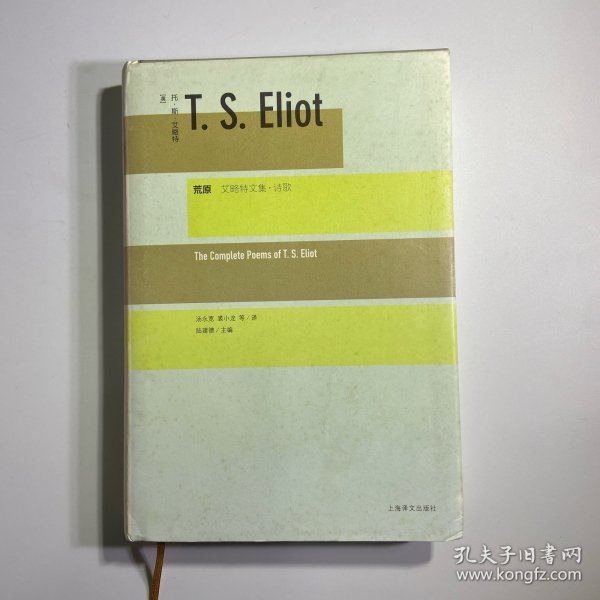 [英]
托·斯·艾略特
T. S. Eliot
荒原 艾略特文集·诗歌
The Complete Poems of T. S. Eliot
汤永宽 裘小龙 等/译
陆建德/主编
上海译文出版社
孔夫子旧书网
www.kongfz.com